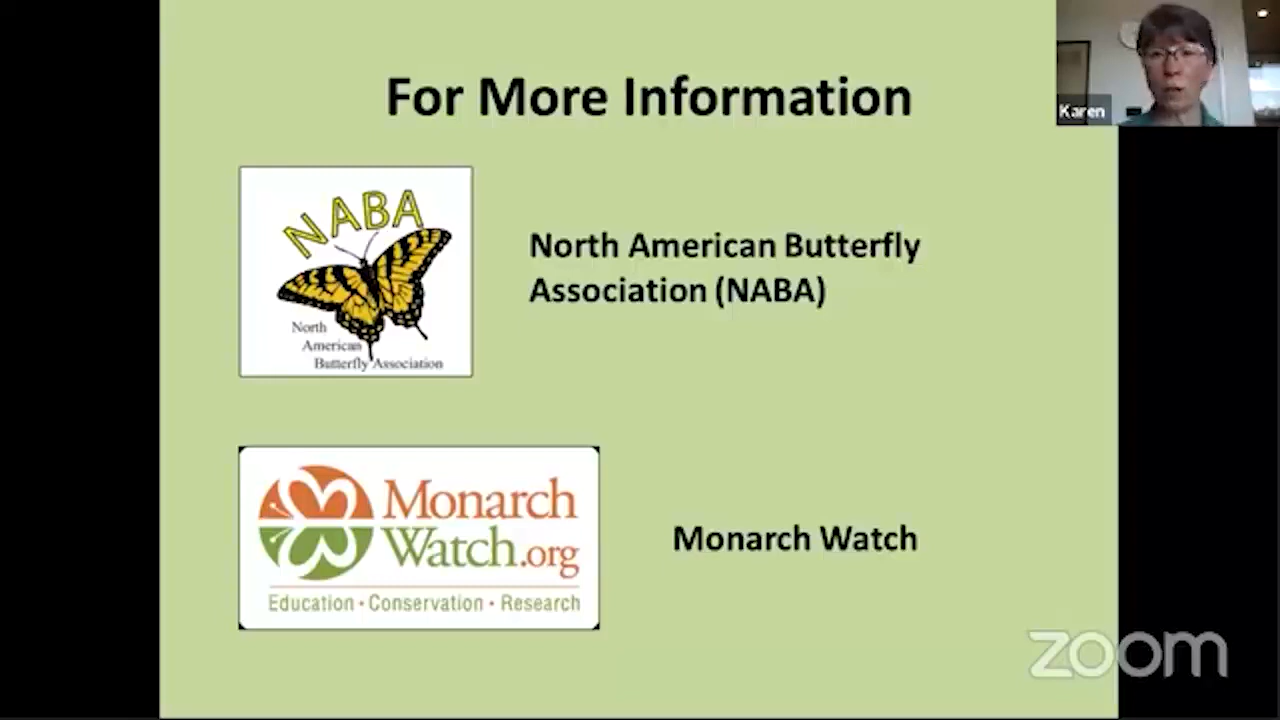 For More Information
Karen
NABA
North
American
Butterfly Association
North American Butterfly
Association (NABA)
Monarch
Watch.org
Education • Conservation • Research
Monarch Watch
zoom